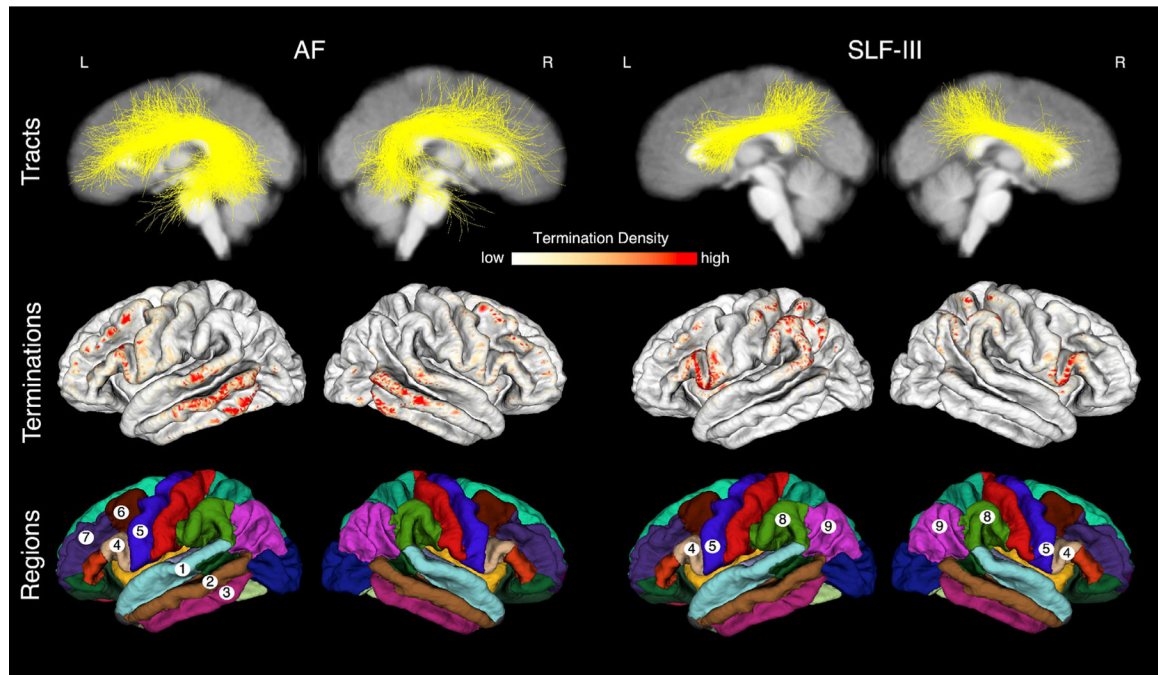 AF
SLF-III
L
R
L
R
Tracts
Termination Density
low
high
Terminations
Regions
6
5
7
4
1
2
3
8
9
4
5
9
8
5
4